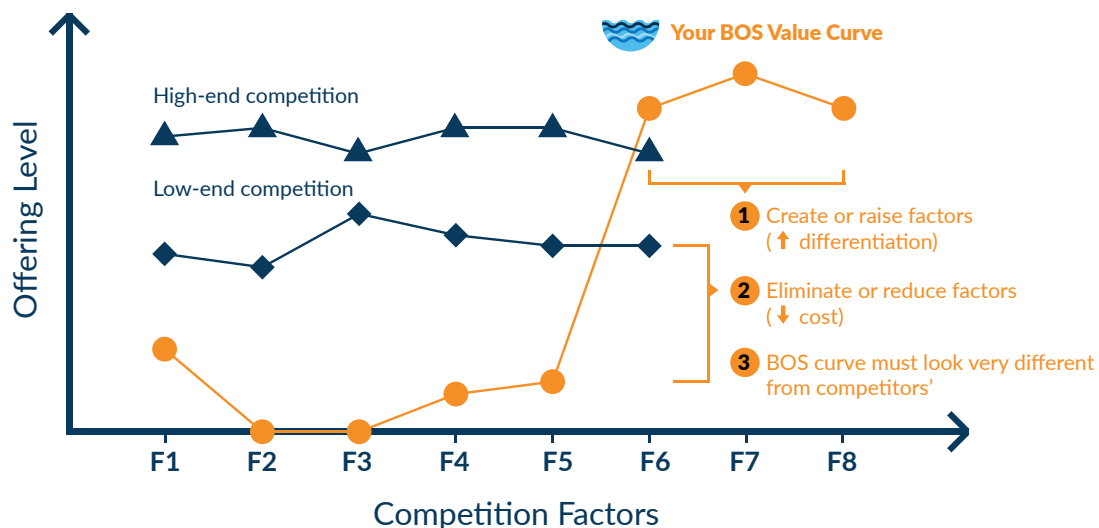 Your BOS Value Curve
High-end competition
Low-end competition
Offering Level
1 Create or raise factors
(↑ differentiation)
2 Eliminate or reduce factors
(↓ cost)
3 BOS curve must look very different
from competitors’
F1 F2 F3 F4 F5 F6 F7 F8
Competition Factors